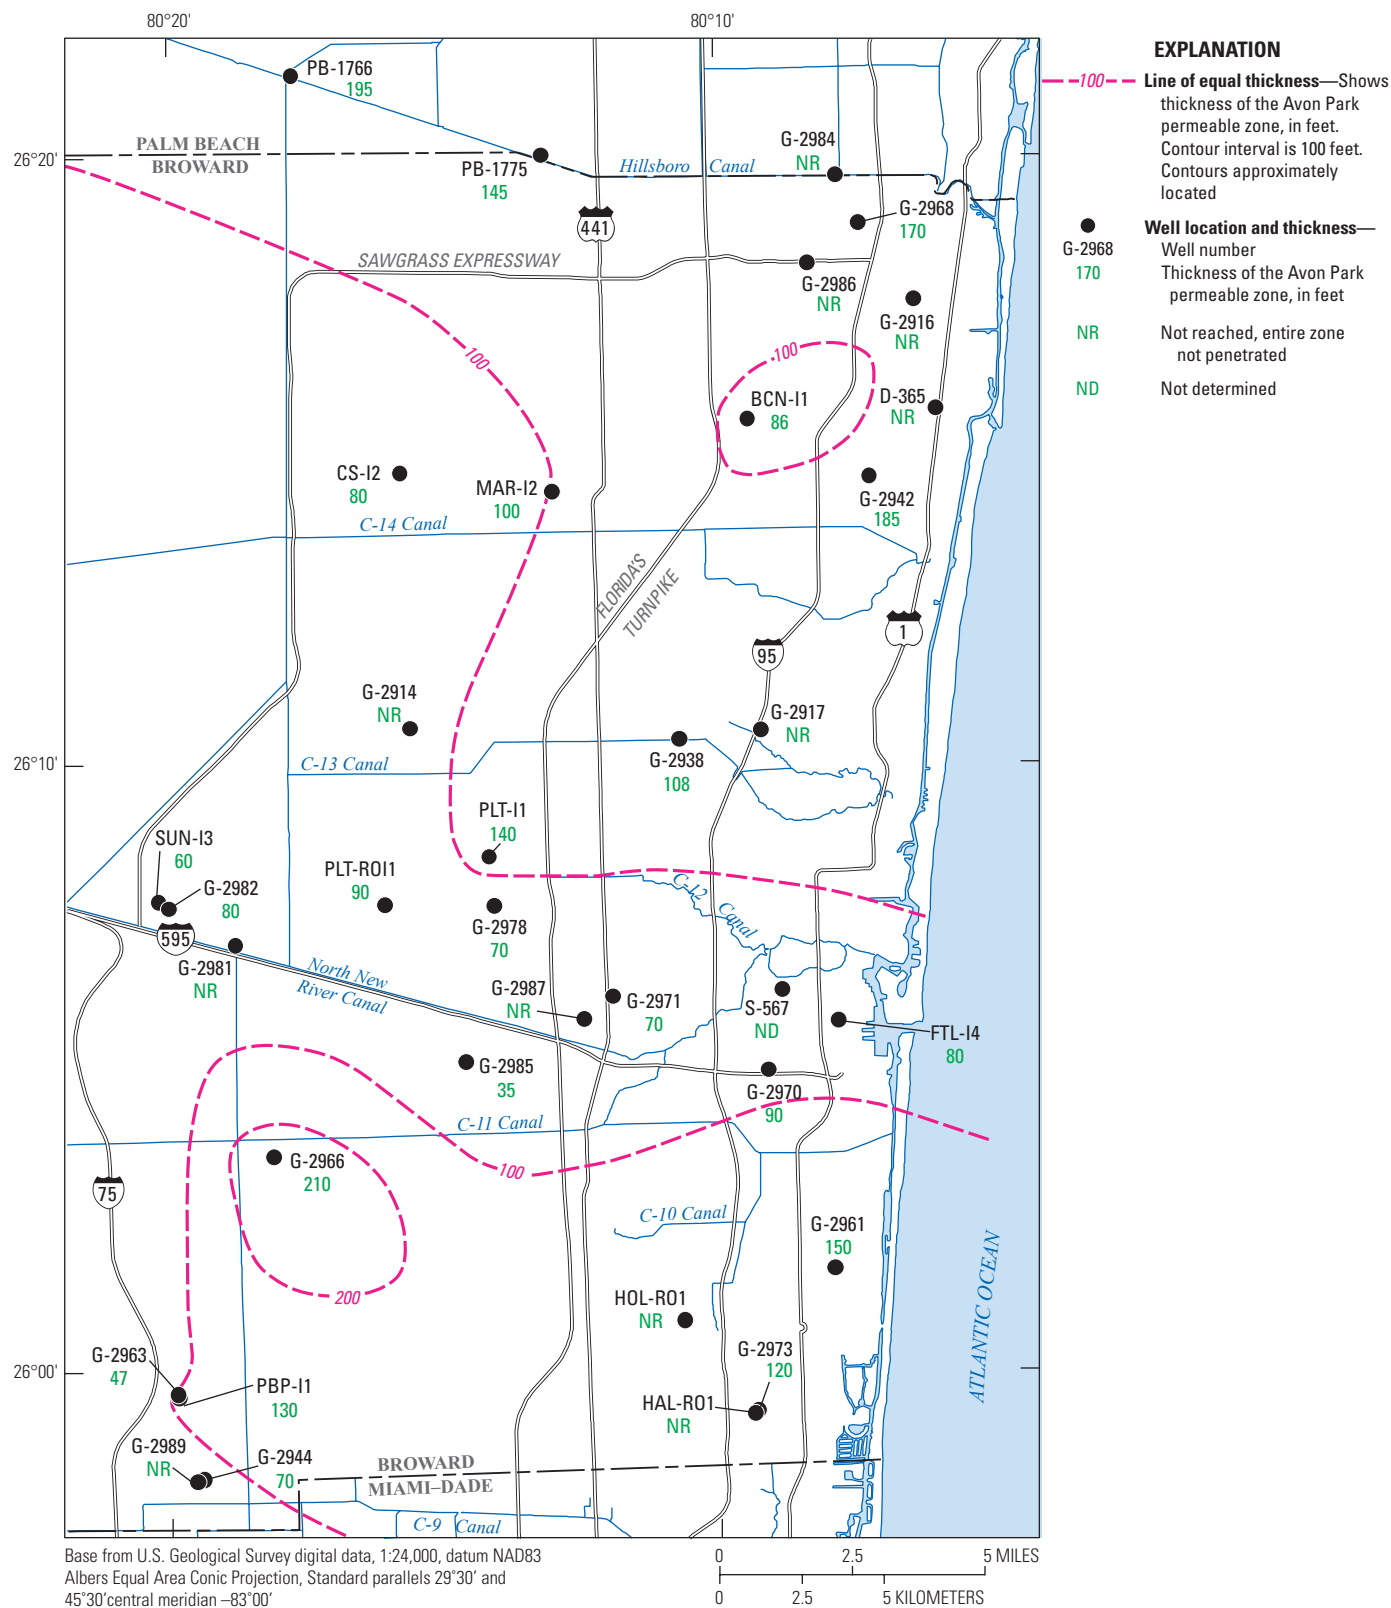 80°20'
80°10'
PB-1766
195
PALM BEACH
BROWARD
26°20'
PB-1775
145
Hillsboro Canal
G-2984
NR
G-2968
170
441
SAWGRASS EXPRESSWAY
G-2986
NR
G-2916
NR
100
100
BCN-I1
86
D-365
NR
CS-I2
80
MAR-I2
100
G-2942
185
C-14 Canal
FLORIDA'S
TURNPIKE
1
95
G-2914
NR
G-2917
NR
26°10'
C-13 Canal
G-2938
108
PLT-I1
140
SUN-I3
60
G-2982
80
PLT-ROI1
90
C-12 Canal
G-2978
70
595
G-2981
NR
North New
River Canal
G-2987
NR
G-2971
70
S-567
ND
FTL-I4
80
G-2985
35
G-2970
90
C-11 Canal
100
G-2966
210
75
C-10 Canal
G-2961
150
200
HOL-RO1
NR
ATLANTIC OCEAN
G-2963
47
26°00'
PBP-I1
130
G-2973
120
HAL-RO1
NR
G-2989
NR
G-2944
70
BROWARD
MIAMI–DADE
C-9 Canal
Base from U.S. Geological Survey digital data, 1:24,000, datum NAD83
Albers Equal Area Conic Projection, Standard parallels 29°30' and
45°30'central meridian –83°00'
0 2.5 5 MILES
0 2.5 5 KILOMETERS
EXPLANATION
100 Line of equal thickness—Shows
thickness of the Avon Park
permeable zone, in feet.
Contour interval is 100 feet.
Contours approximately
located
Well location and thickness—
G-2968 Well number
170 Thickness of the Avon Park
permeable zone, in feet
NR Not reached, entire zone
not penetrated
ND Not determined